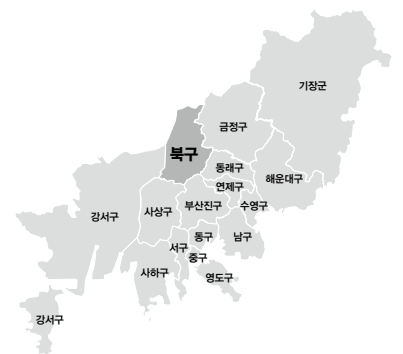 기장군
금정구
북구
동래구
해운대구
연제구
부산진구
수영구
사상구
강서구
동구
남구
서구
중구
사하구
영도구
강서구